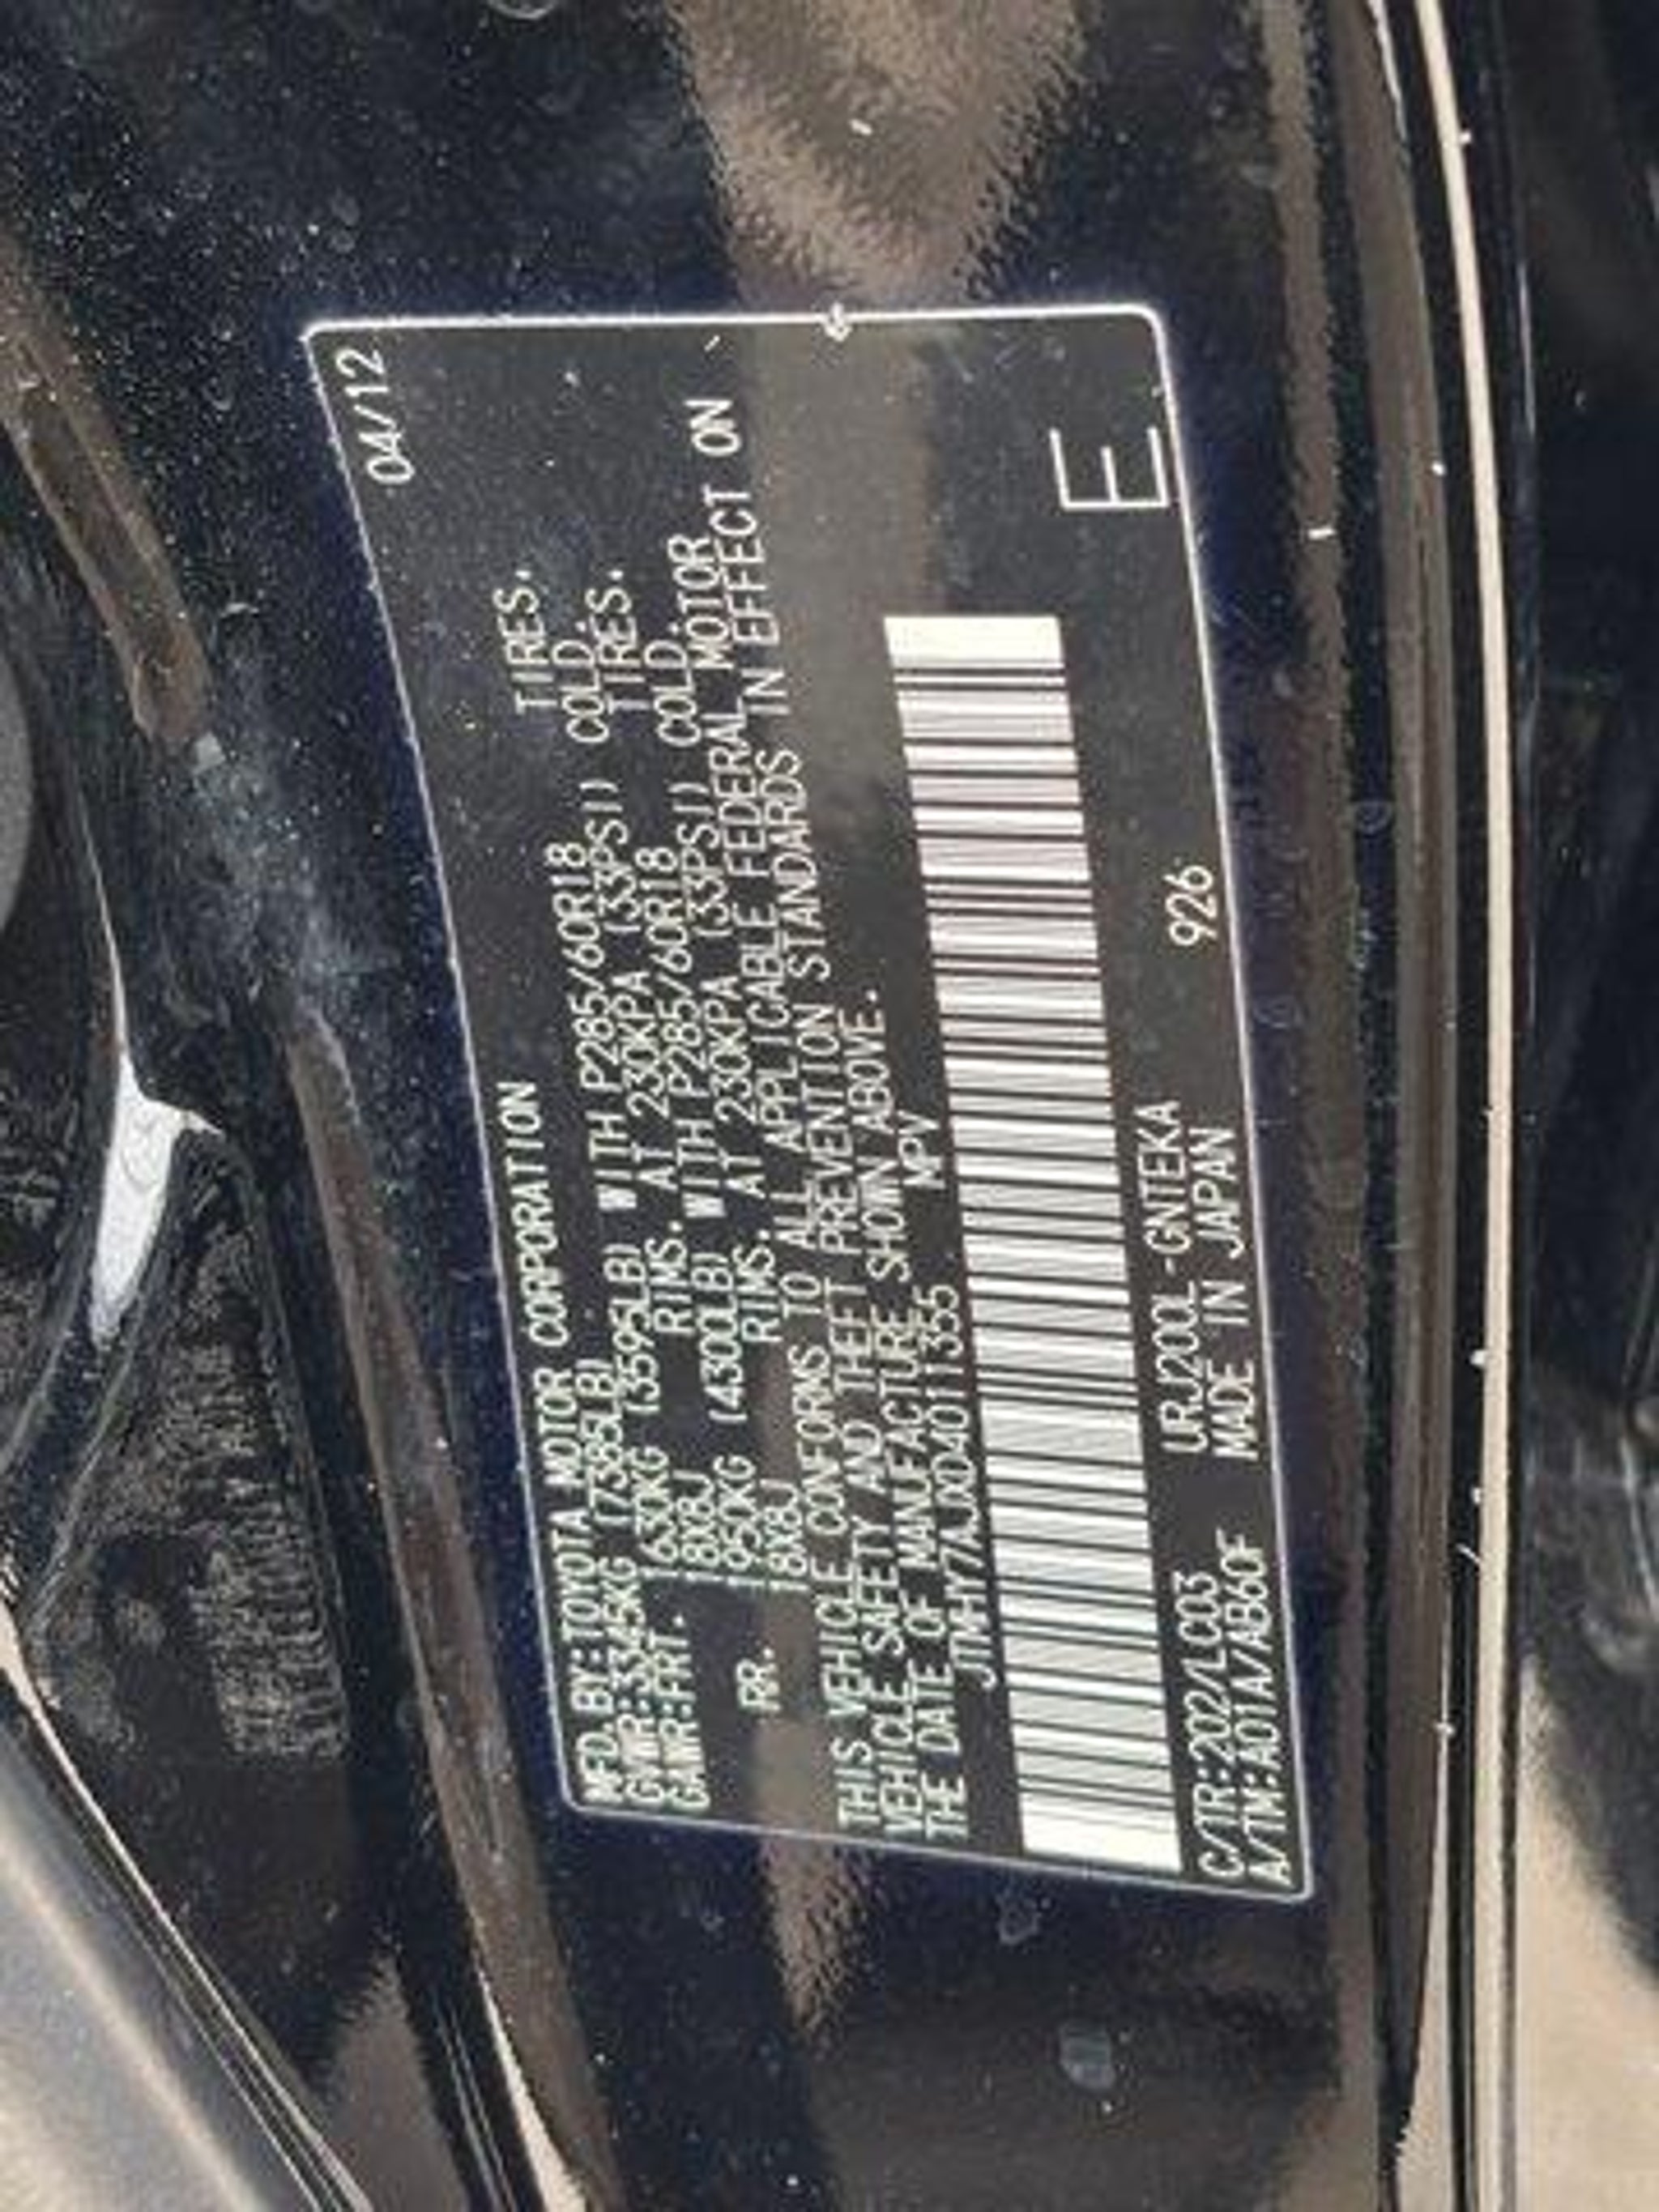 MFD.BY:TOYOTA MOTOR CORPORATION 04/12
GVWR:3345KG (7385LB)
GAWR:FRT. 1630KG (3595LB) WITH P285/60R18 TIRES.
18X8J RIMS. AT 230KPA (33PSI) COLD.
RR. 1950KG (4300LB) WITH P285/60R18 TIRES.
18X8J RIMS. AT 230KPA (33PSI) COLD.
THIS VEHICLE CONFORMS TO ALL APPLICABLE FEDERAL MOTOR
VEHICLE SAFETY AND THEFT PREVENTION STANDARDS IN EFFECT ON
THE DATE OF MANUFACTURE SHOWN ABOVE.
JTMHY7AJXD4011355 MPV
C/TR:202/LC03 URJ200L-GNTEKA 926
A/TM:A01A/AB60F MADE IN JAPAN
E